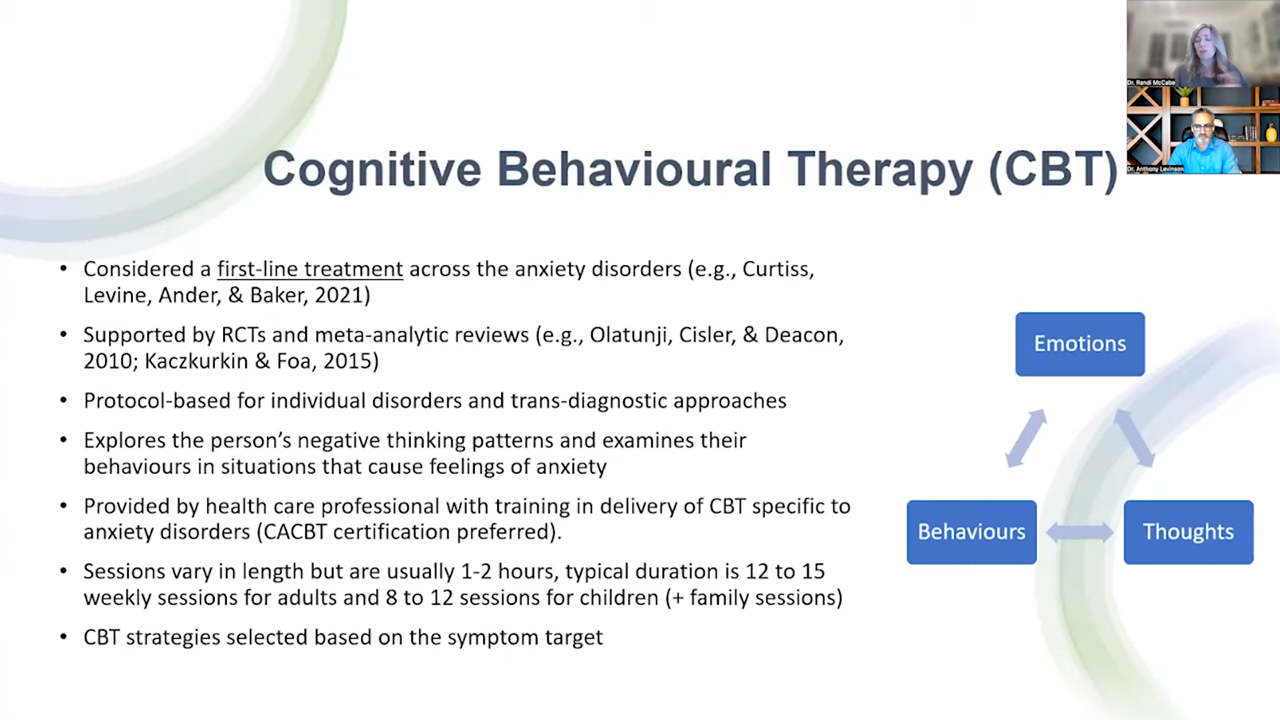 Dr. Randi McCabe
Dr. Anthony Levinson
Cognitive Behavioural Therapy (CBT)
• Considered a first-line treatment across the anxiety disorders (e.g., Curtiss,
Levine, Ander, & Baker, 2021)
• Supported by RCTs and meta-analytic reviews (e.g., Olatunji, Cisler, & Deacon,
2010; Kaczkurkin & Foa, 2015)
• Protocol-based for individual disorders and trans-diagnostic approaches
• Explores the person’s negative thinking patterns and examines their
behaviours in situations that cause feelings of anxiety
• Provided by health care professional with training in delivery of CBT specific to
anxiety disorders (CACBT certification preferred).
• Sessions vary in length but are usually 1-2 hours, typical duration is 12 to 15
weekly sessions for adults and 8 to 12 sessions for children (+ family sessions)
• CBT strategies selected based on the symptom target
Emotions
Behaviours
Thoughts